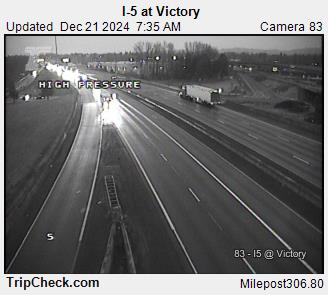 I-5 at Victory
Updated Dec 21 2024 7:35 AM Camera 83
HIGH PRESSURE
S
83 - I5 @ Victory
TripCheck.com Milepost306.80